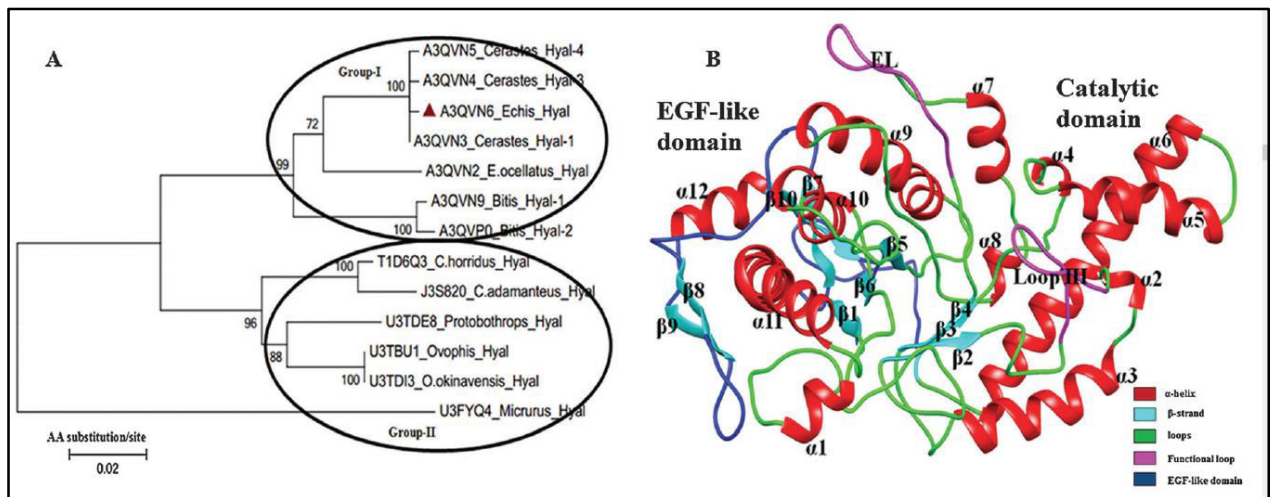 A
Group-I
A3QVN5_Cerastes_Hyal-4
A3QVN4_Cerastes_Hyal-3
100
A3QVN6_Echis_Hyal
A3QVN3_Cerastes_Hyal-1
72
A3QVN2_E.ocellatus_Hyal
99
A3QVN9_Bitis_Hyal-1
100
A3QVP0_Bitis_Hyal-2
T1D6Q3_C.horridus_Hyal
100
J3S820_C.adamanteus_Hyal
96
U3TDE8_Protobothrops_Hyal
88
U3TBU1_Ovophis_Hyal
100
U3TDI3_O.okinavensis_Hyal
U3FYQ4_Micrurus_Hyal
Group-II
AA substitution/site
0.02
B
EL
EGF-like
domain
Catalytic
domain
α7
α9
α6
α4
α12
β7
β10
α10
α5
β5
α8
Loop III
α2
β6
β8
α11
β1
β4
β9
β3
β2
α3
α1
α-helix
β-strand
loops
Functional loop
EGF-like domain